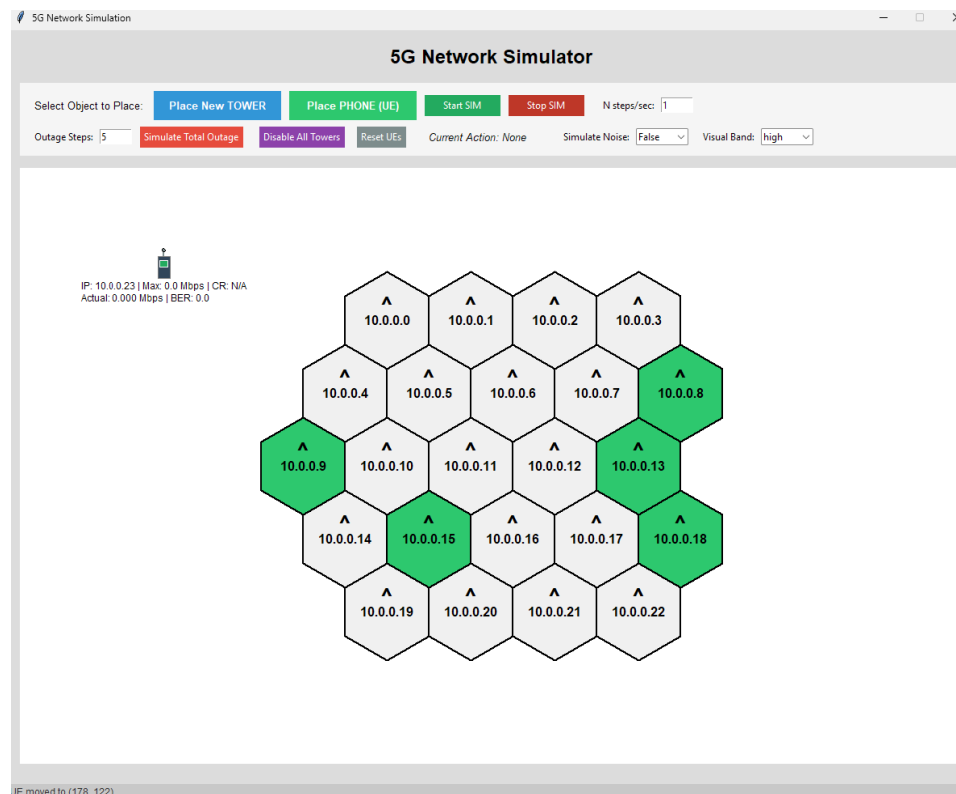 5G Network Simulation
5G Network Simulator
Select Object to Place: Place New TOWER Place PHONE (UE) Start SIM Stop SIM N steps/sec: 1
Outage Steps: 5 Simulate Total Outage Disable All Towers Reset UEs Current Action: None Simulate Noise: False Visual Band: high
IP: 10.0.0.23 | Max: 0.0 Mbps | CR: N/A
Actual: 0.000 Mbps | BER: 0.0
^ ^ ^ ^
10.0.0.0 10.0.0.1 10.0.0.2 10.0.0.3
^ ^ ^ ^ ^
10.0.0.4 10.0.0.5 10.0.0.6 10.0.0.7 10.0.0.8
^ ^ ^ ^ ^
10.0.0.9 10.0.0.10 10.0.0.11 10.0.0.12 10.0.0.13
^ ^ ^ ^ ^
10.0.0.14 10.0.0.15 10.0.0.16 10.0.0.17 10.0.0.18
^ ^ ^ ^
10.0.0.19 10.0.0.20 10.0.0.21 10.0.0.22
moved to (178, 122)